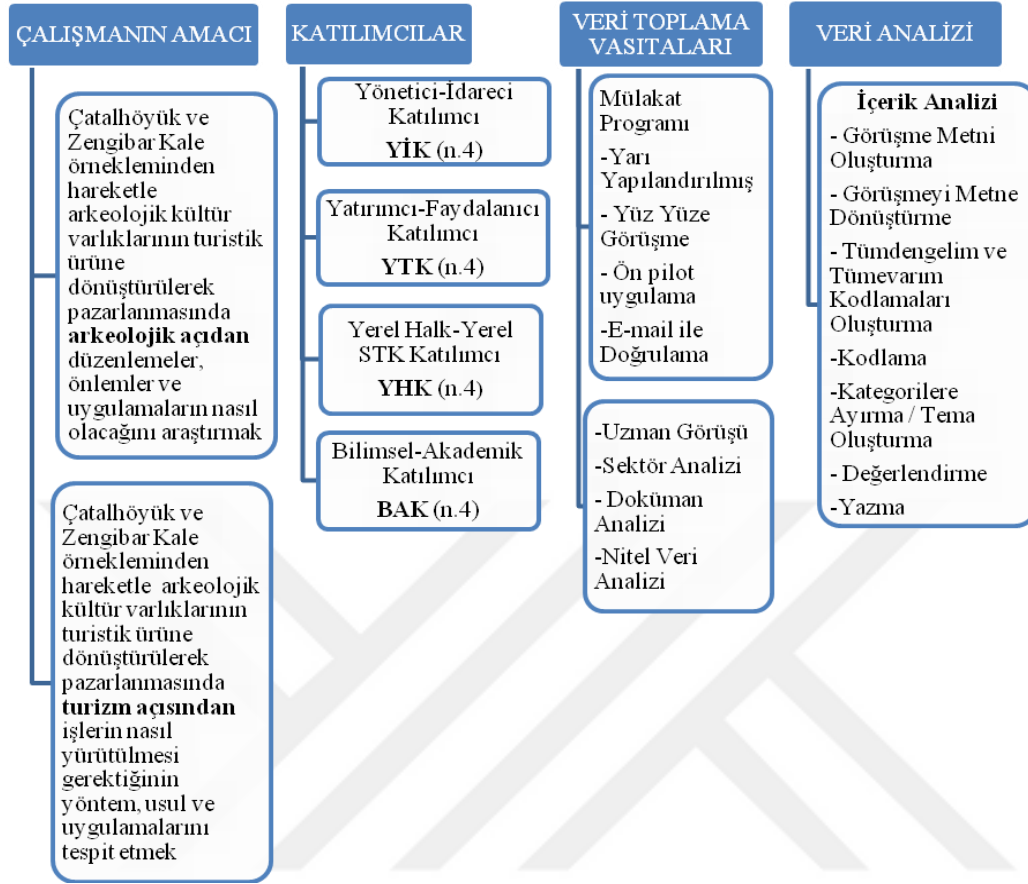 ÇALIŞMANIN AMACI
Çatalhöyük ve
Zengibar Kale
örnekleminden
hareketle
arkeolojik kültür
varlıklarının turistik
ürüne
dönüştürülerek
pazarlanmasında
arkeolojik açıdan
düzenlemeler,
önlemler ve
uygulamaların nasıl
olacağını araştırmak
Çatalhöyük ve
Zengibar Kale
örnekleminden
hareketle arkeolojik
kültür varlıklarının
turistik ürüne
dönüştürülerek
pazarlanmasında
turizm açısından
işlerin nasıl
yürütülmesi
gerektiğinin
yöntem, usul ve
uygulamalarını
tespit etmek
KATILIMCILAR
Yönetici-İdareci
Katılımcı
YİK (n.4)
Yatırımcı-Faydalanıcı
Katılımcı
YTK (n.4)
Yerel Halk-Yerel
STK Katılımcı
YHK (n.4)
Bilimsel-Akademik
Katılımcı
BAK (n.4)
VERİ TOPLAMA
VASITALARI
Mülakat
Programı
-Yarı
Yapılandırılmış
- Yüz Yüze
Görüşme
- Ön pilot
uygulama
-E-mail ile
Doğrulama
-Uzman Görüşü
-Sektör Analizi
- Doküman
Analizi
-Nitel Veri
Analizi
VERİ ANALİZİ
İçerik Analizi
- Görüşme Metni
Oluşturma
-Görüşmeyi Metne
Dönüştürme
-Tümdengelim ve
Tümevarım
Kodlamaları
Oluşturma
-Kodlama
-Kategorilere
Ayırma / Tema
Oluşturma
-Değerlendirme
-Yazma